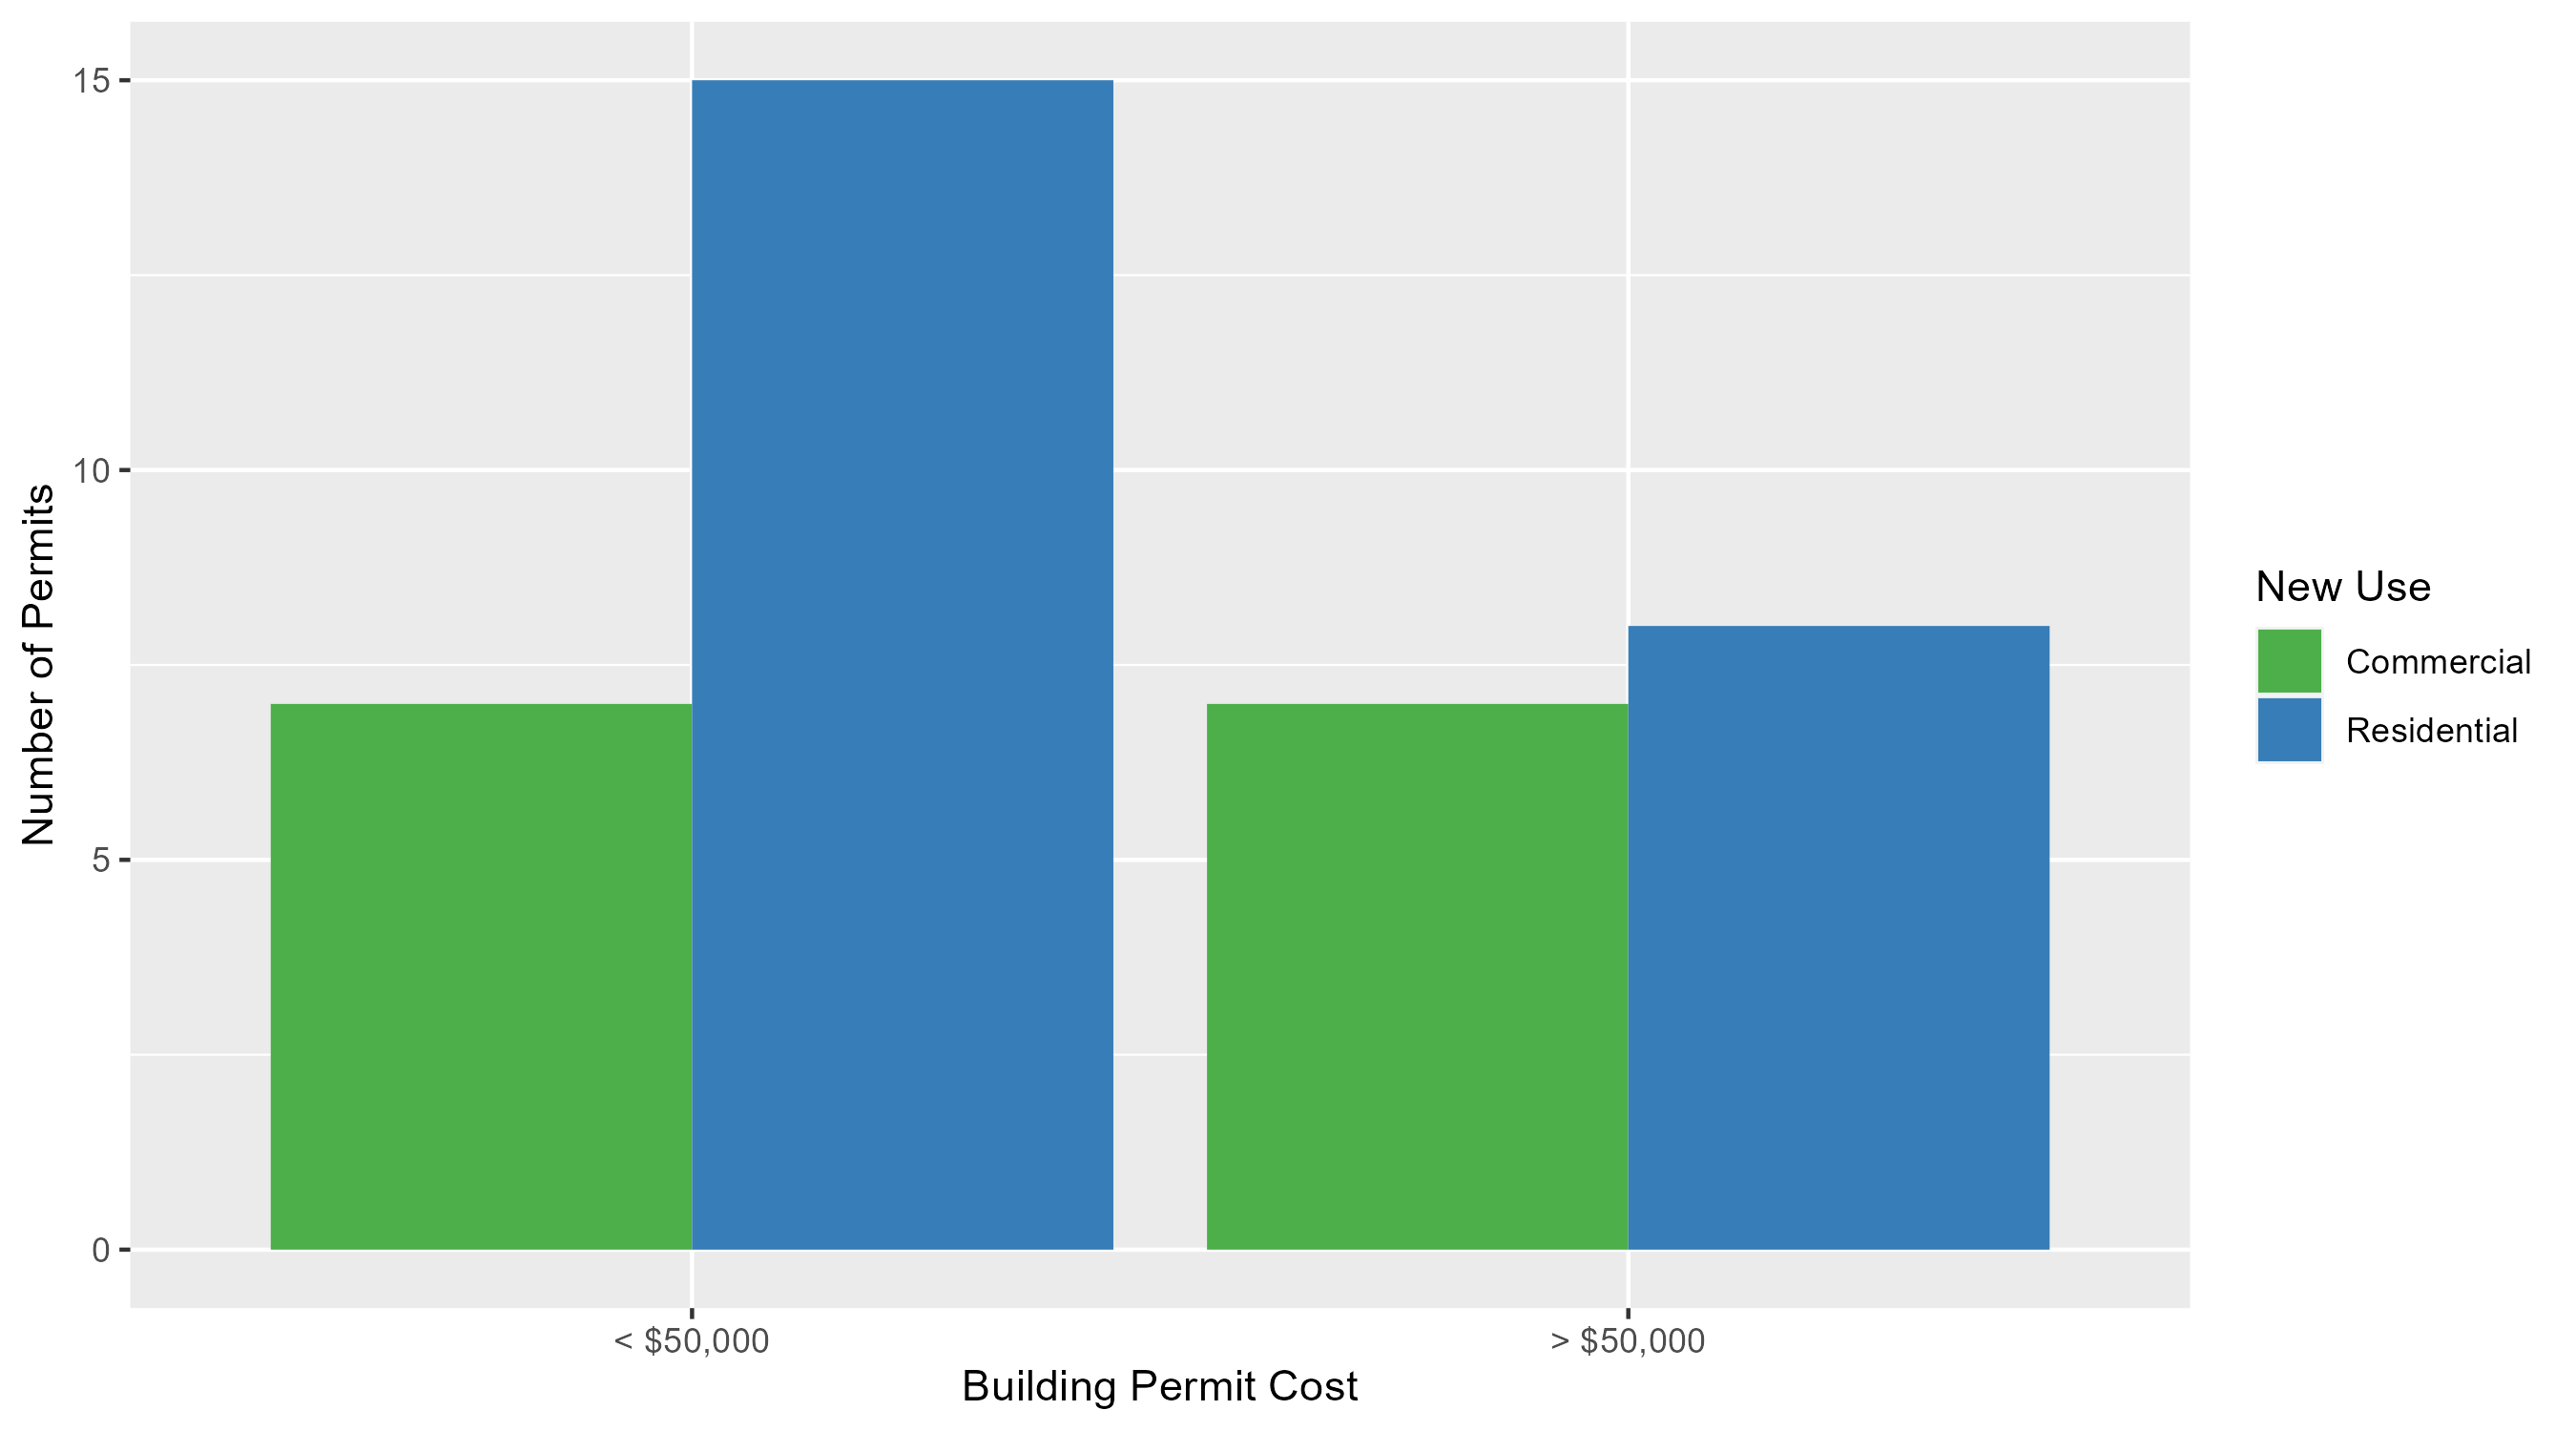 15
10
5
0
Number of Permits
< $50,000
> $50,000
Building Permit Cost
New Use
Commercial
Residential